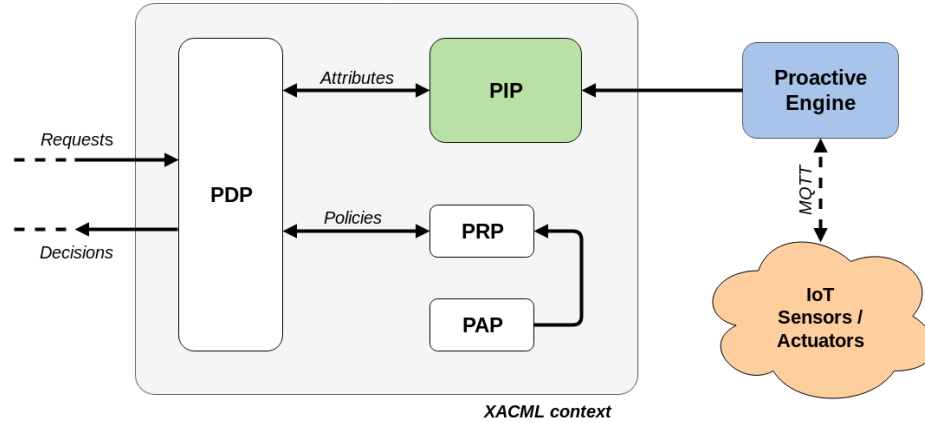 Attributes
PIP
Proactive
Engine
Requests
PDP
MQTT
Policies
PRP
Decisions
IoT
Sensors /
Actuators
PAP
XACML context